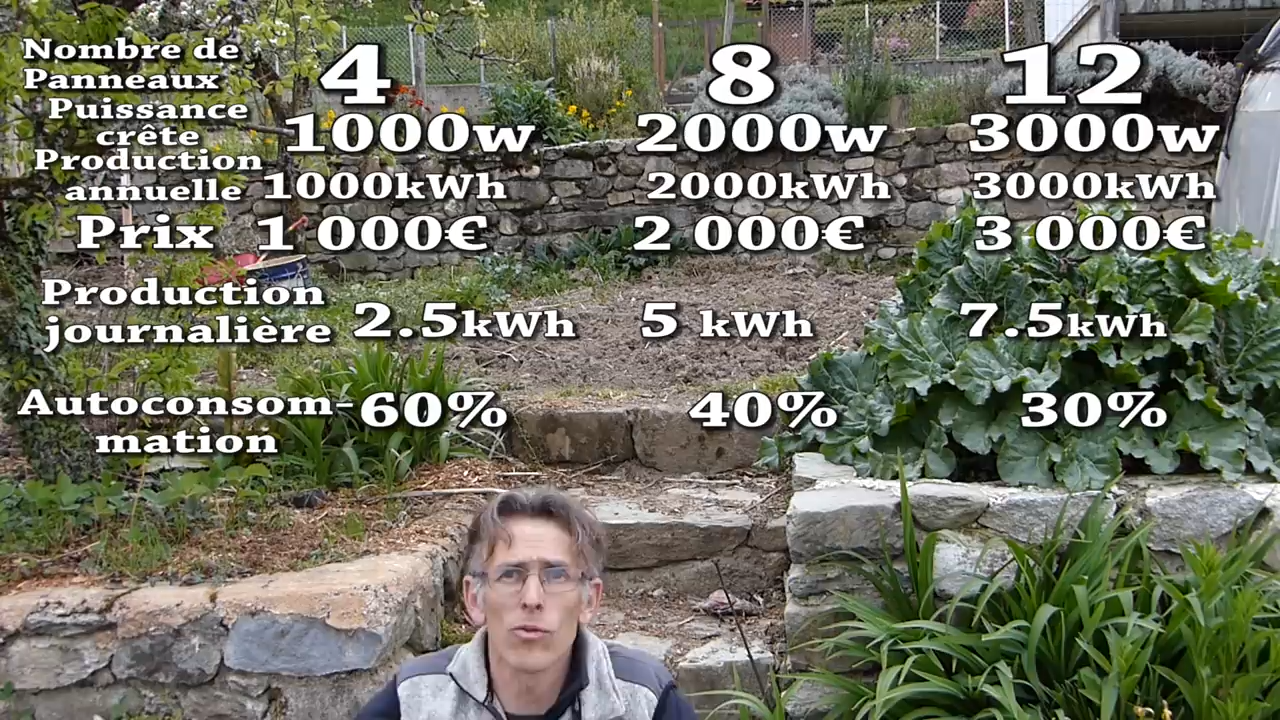 Nombre de
Panneaux 4 8 12
Puissance
crête 1000w 2000w 3000w
Production
annuelle 1000kWh 2000kWh 3000kWh
Prix 1 000€ 2 000€ 3 000€
Production
journalière 2.5kWh 5 kWh 7.5kWh
Autoconsom- 60% 40% 30%
mation